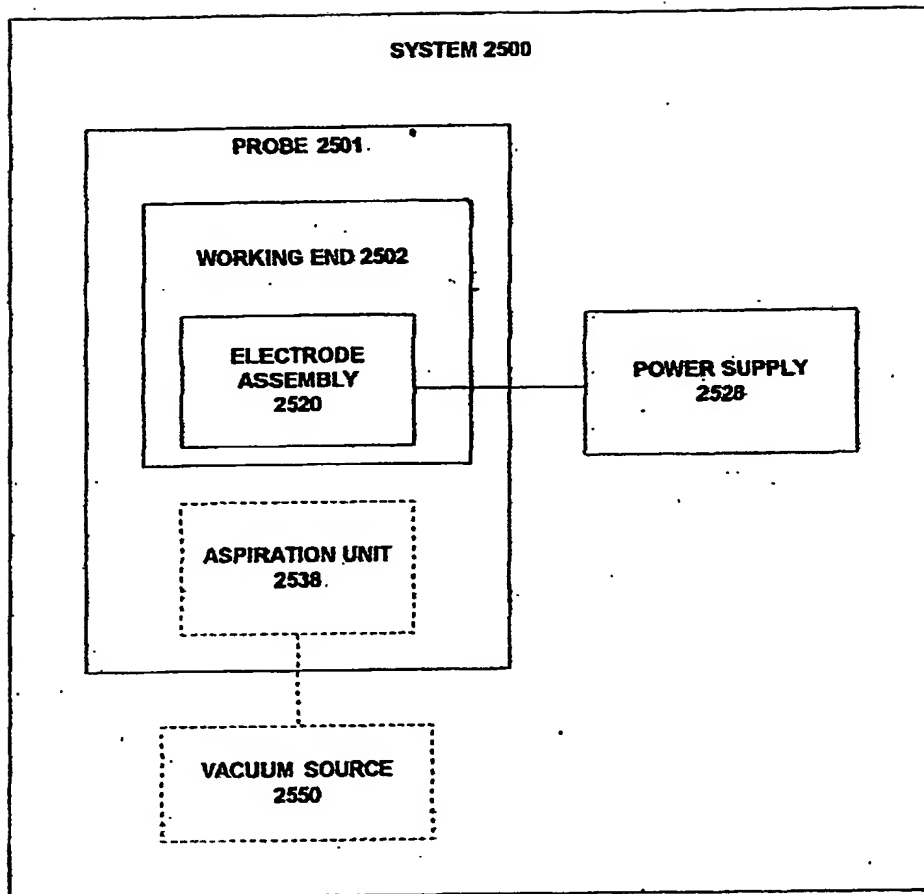 SYSTEM 2500
PROBE 2501
WORKING END 2502
ELECTRODE
ASSEMBLY
2520
POWER SUPPLY
2528
ASPIRATION UNIT
2538
VACUUM SOURCE
2550